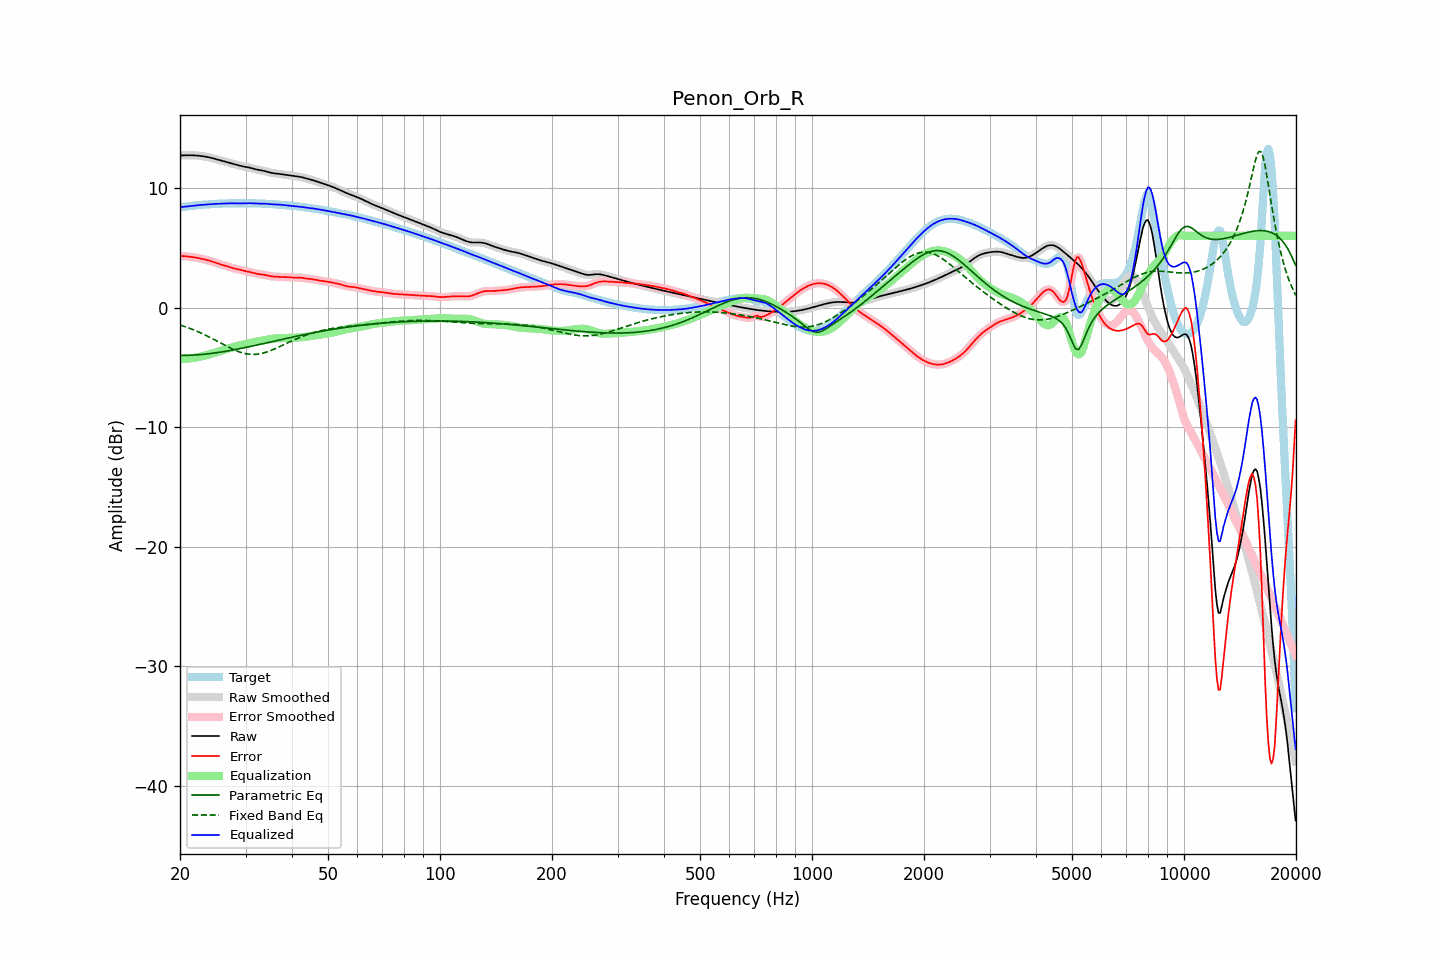 Penon_Orb_R
Amplitude (dBr)
10
0
−10
−20
−30
−40
Target
Raw Smoothed
Error Smoothed
Raw
Error
Equalization
Parametric Eq
Fixed Band Eq
Equalized
20 50 100 200 500 1000 2000 5000 10000 20000
Frequency (Hz)